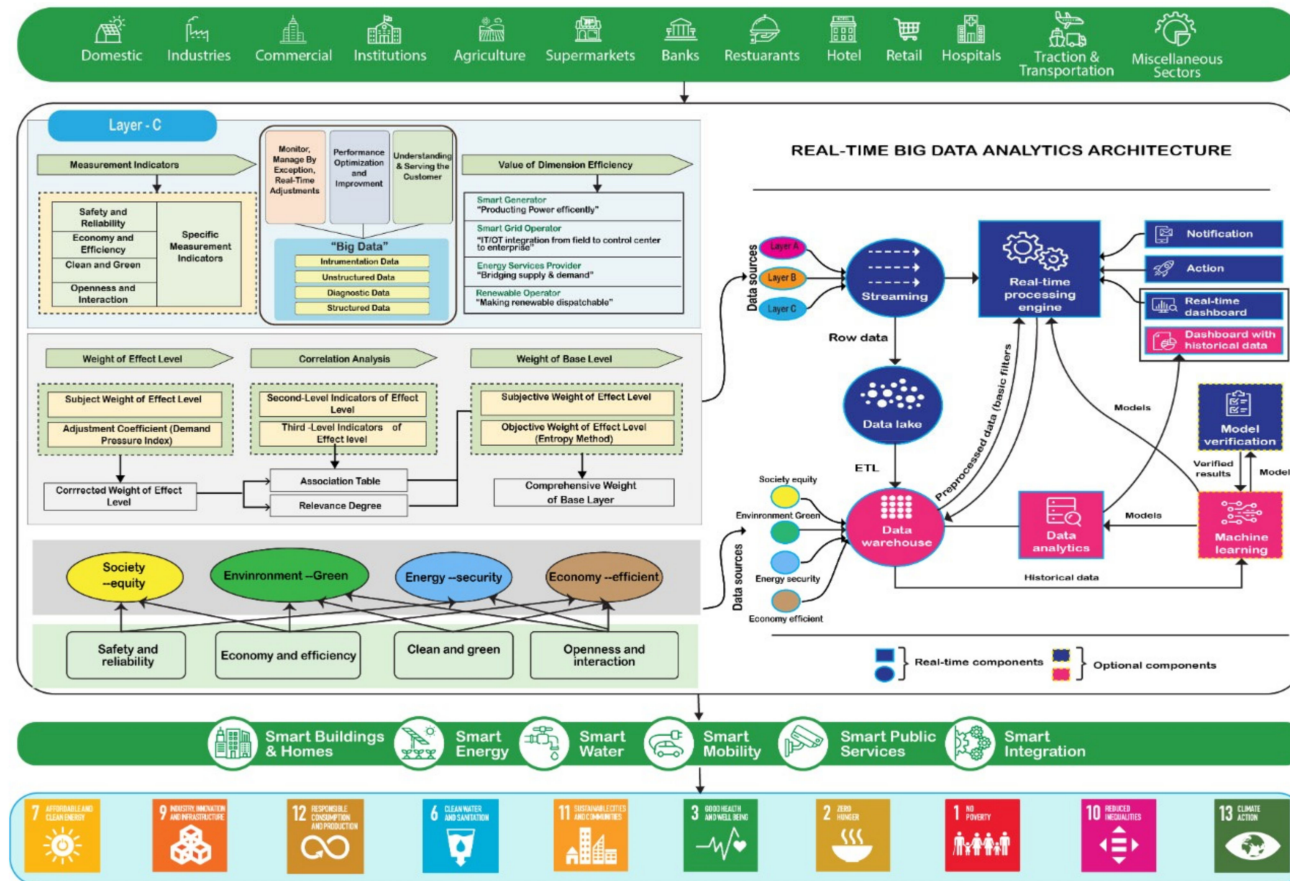 Domestic
Industries
Commercial
Institutions
Agriculture
Supermarkets
Banks
Restuarants
Hotel
Retail
Hospitals
Traction &
Transportation
Miscellaneous
Sectors
Layer - C
Measurement Indicators
Safety and
Reliability
Economy and
Efficiency
Clean and Green
Openness and
Interaction
Specific
Measurement
Indicators
Monitor,
Manage By
Exception,
Real-Time
Adjustments
Performance
Optimization
and
Improvment
Understanding
& Serving the
Customer
"Big Data"
Intrumentation Data
Unstructured Data
Diagnostic Data
Structured Data
Value of Dimension Efficiency
Smart Generator
"Producting Power efficently"
Smart Grid Operator
"IT/OT integration from field to control center
to enterprise"
Energy Services Provider
"Bridging supply & demand"
Renewable Operator
"Making renewable dispatchable"
Weight of Effect Level
Subject Weight of Effect Level
Adjustment Coefficient (Demand
Pressure Index)
Corrrected Weight of Effect
Level
Correlation Analysis
Second-Level Indicators of Effect
Level
Third -Level Indicators of
Effect level
Association Table
Relevance Degree
Weight of Base Level
Subjective Weight of Effect Level
Objective Weight of Effect Level
(Entropy Method)
Comprehensive Weight
of Base Layer
Society
--equity
Envinronment --Green
Energy --security
Economy --efficient
Safety and
reliability
Economy and efficiency
Clean and green
Openness and
interaction
REAL-TIME BIG DATA ANALYTICS ARCHITECTURE
Data sources
Layer A
Layer B
Layer C
Streaming
Real-time
processing
engine
Notification
Action
Real-time
dashboard
Dashboard with
historical data
Row data
Data lake
ETL
Preprocessed data (basic filters)
Models
Model
verification
Verified
results
Model
Data sources
Society equity
Envinronment Green
Energy security
Economy efficient
Data
warehouse
Data
analytics
Models
Machine
learning
Historical data
Real-time components
Optional components
Smart Buildings
& Homes
Smart
Energy
Smart
Water
Smart
Mobility
Smart Public
Services
Smart
Integration
7 AFFORDABLE AND
CLEAN ENERGY
9 INDUSTRY, INNOVATION
AND INFRASTRUCTURE
12 RESPONSIBLE
CONSUMPTION
AND PRODUCTION
6 CLEAN WATER
AND SANITATION
11 SUSTAINABLE CITIES
AND COMMUNITIES
3 GOOD HEALTH
AND WELL BEING
2 ZERO
HUNGER
1 NO
POVERTY
10 REDUCED
INEQUALITIES
13 CLIMATE
ACTION